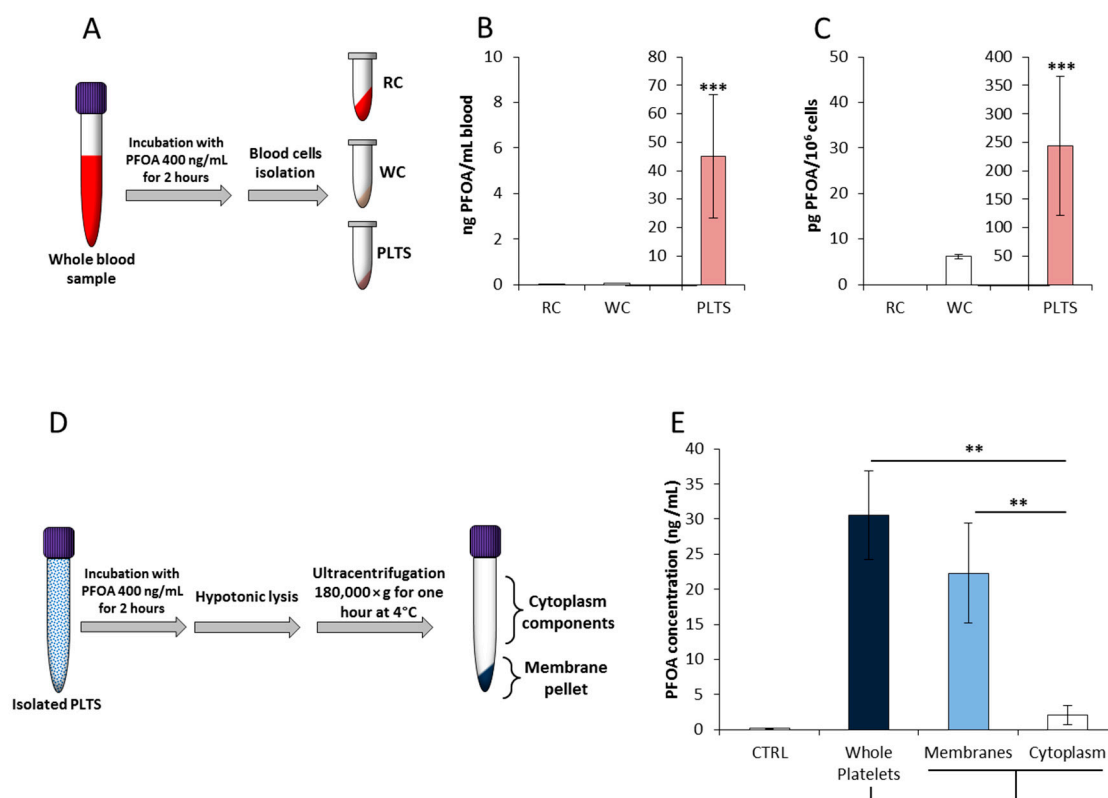 A
Incubation with
PFOA 400 ng/mL
for 2 hours
Blood cells
isolation
RC
WC
PLTS
Whole blood
sample
B
ng PFOA/mL blood
10
8
6
4
2
0
80
70
60
50
40
30
20
10
0
***
RC WC PLTS
C
pg PFOA/10⁶ cells
50
40
30
20
10
0
400
350
300
250
200
150
100
50
***
RC WC PLTS
D
Incubation with
PFOA 400 ng/mL
for 2 hours
Hypotonic lysis
Ultracentrifugation
180,000 × g for one
hour at 4°C
Cytoplasm
components
Membrane
pellet
Isolated PLTS
E
PFOA concentration (ng /mL)
40
35
30
25
20
15
10
5
0
**
**
CTRL Whole Membranes Cytoplasm
Platelets